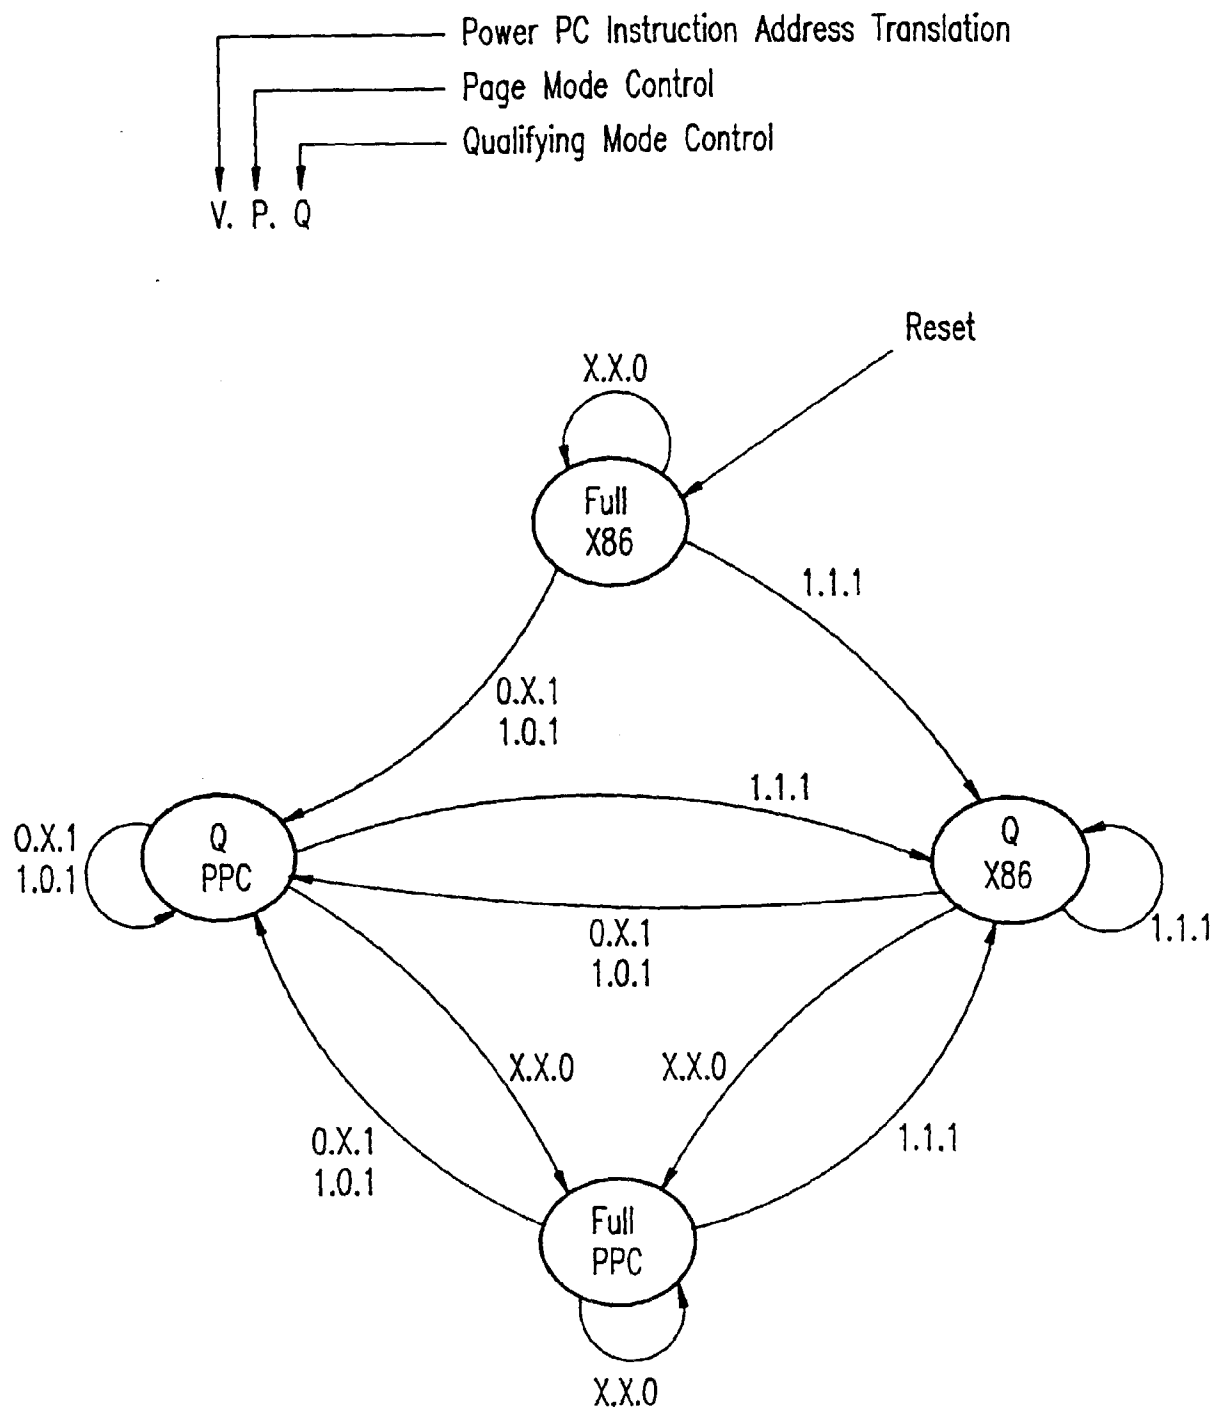 Power PC Instruction Address Translation
Page Mode Control
Qualifying Mode Control
V. P. Q
Reset
X.X.0
Full
X86
1.1.1
0.X.1
1.0.1
1.1.1
Q
PPC
0.X.1
1.0.1
Q
X86
1.1.1
0.X.1
1.0.1
X.X.0
X.X.0
0.X.1
1.0.1
1.1.1
Full
PPC
X.X.0